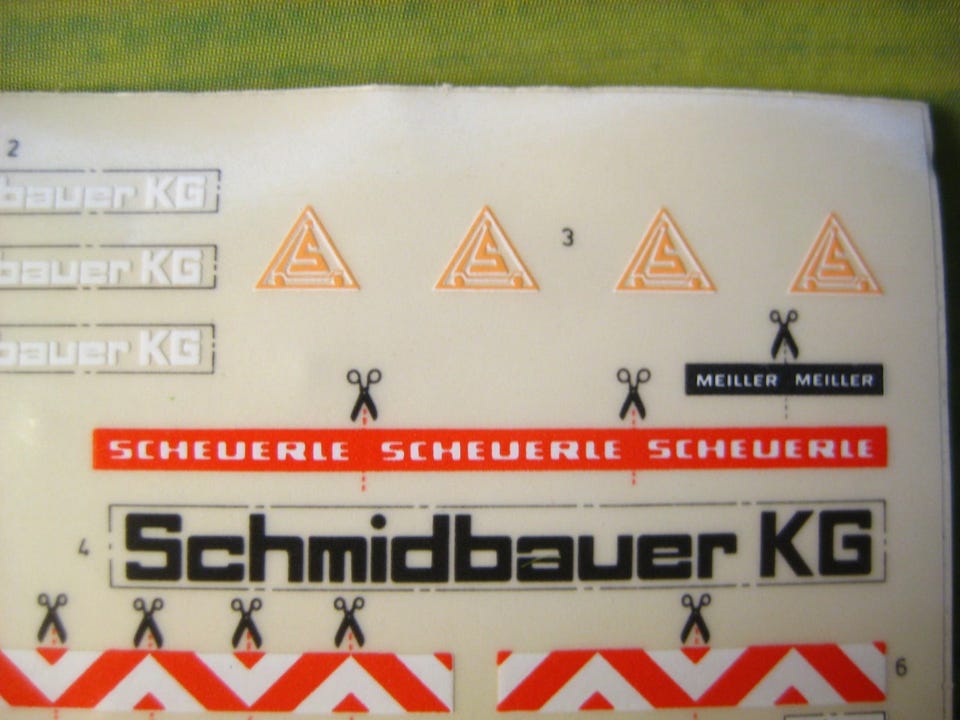 2
bauer KG
bauer KG
bauer KG
S S 3 S S
MEILLER MEILLER
SCHEUERLE SCHEUERLE SCHEUERLE
4 Schmidbauer KG
6